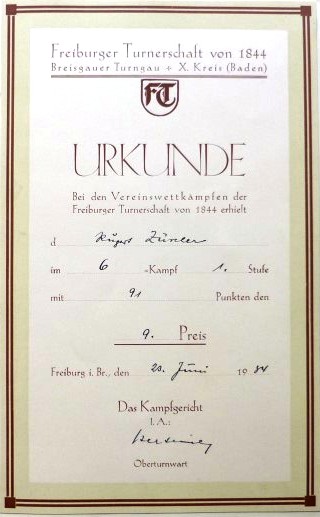 Freiburger Turnerschaft von 1844
Breisgauer Turngau + X. Kreis (Baden)
FT
URKUNDE
Bei den Vereinswettkämpfen der
Freiburger Turnerschaft von 1844 erhielt
d
im 6 =Kampf 1. Stufe
mit 91 Punkten den
9. Preis
Freiburg i. Br., den 20. Juni 1934
Das Kampfgericht
I. A.:
Oberturnwart